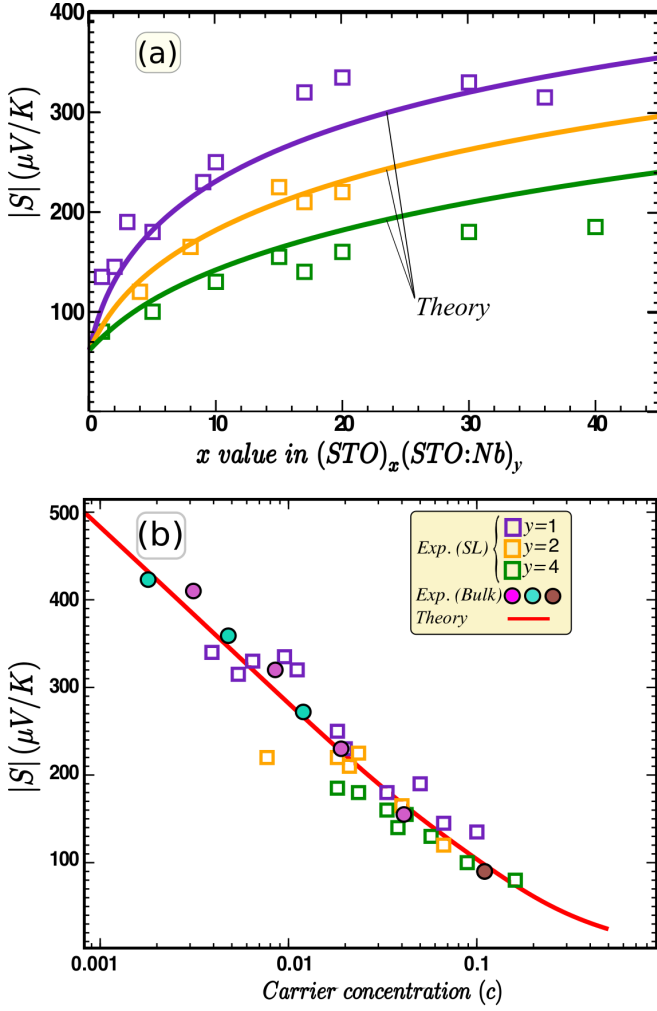 (a)
400
300
200
100
|S| (μV/K)
Theory
0 10 20 30 40
x value in (STO)x(STO:Nb)y
(b)
500
400
300
200
100
|S| (μV/K)
Exp. (SL)
y=1
y=2
y=4
Exp. (Bulk)
Theory
0.001 0.01 0.1
Carrier concentration (c)